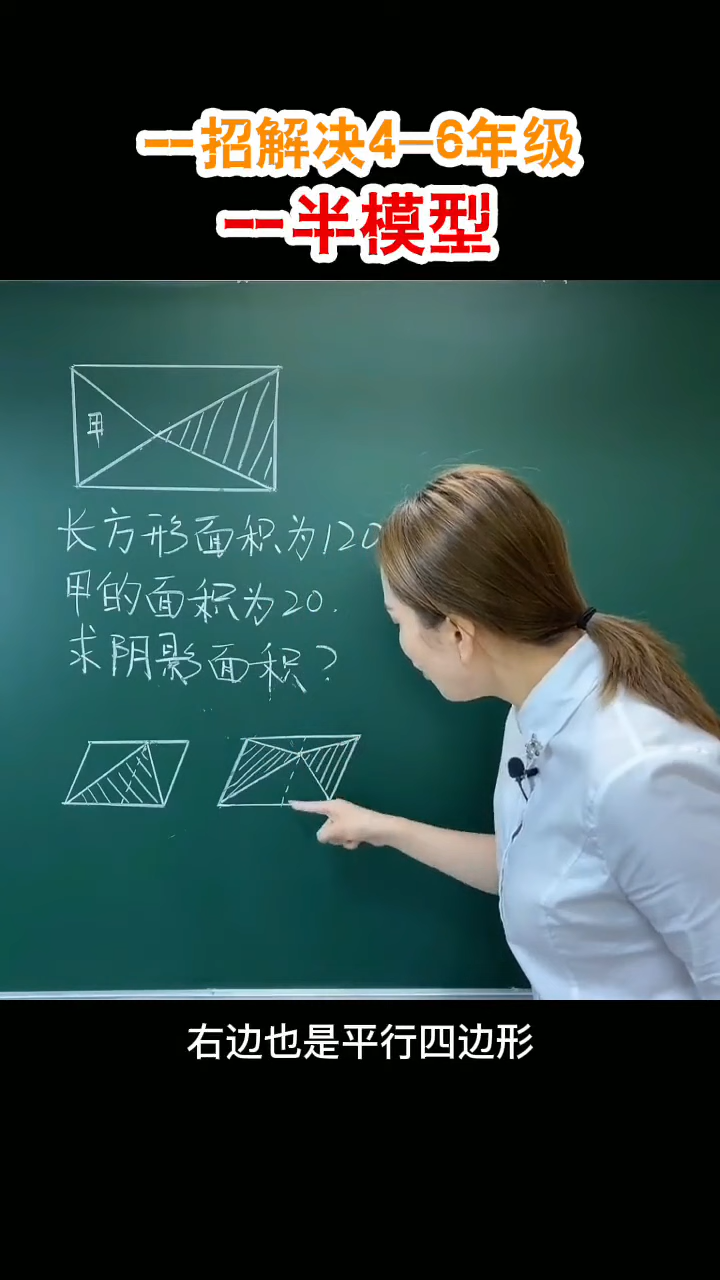 一招解决4-6年级
一半模型
甲
长方形面积为120
甲的面积为20.
求阴影面积?
右边也是平行四边形